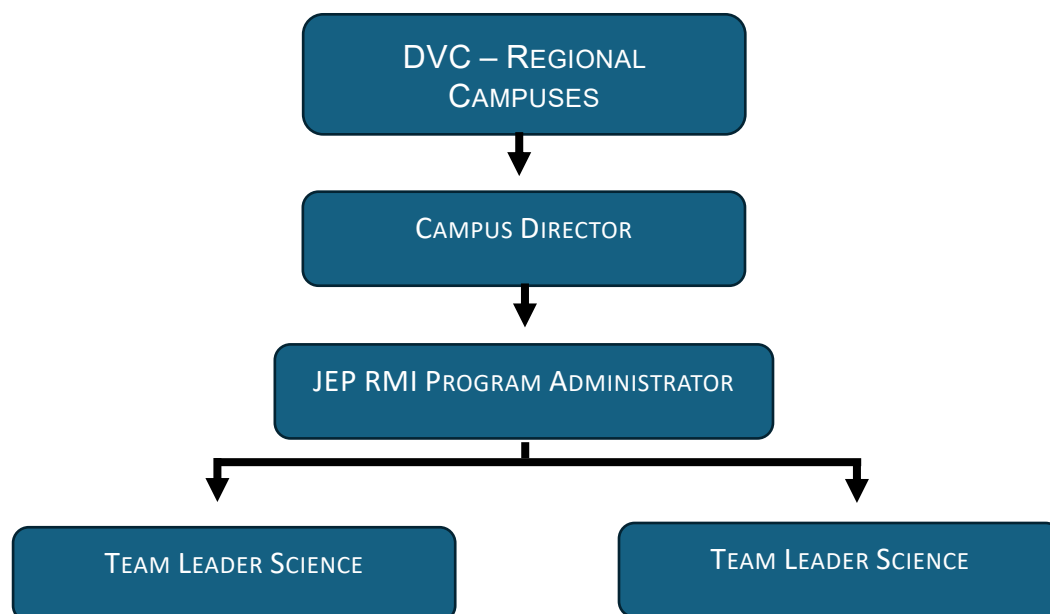 DVC – Regional
Campuses
Campus Director
JEP RMI Program Administrator
Team Leader Science
Team Leader Science